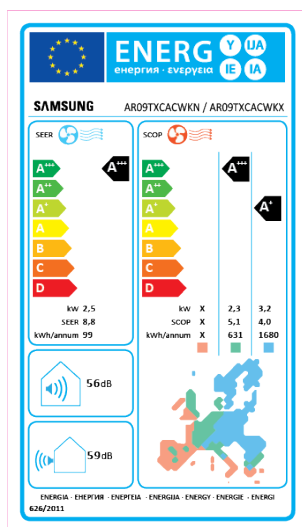 ENERG Y IJA
енергия · ενεργεια IE IA
SAMSUNG AR09TXCACWKN / AR09TXCACWKX
SEER SCOP
A+++ A+++ A+++ A+++
A++ A++
A+ A+ A+
A A
B B
C C
D D
kW 2,5 kW X 2,3 3,2
SEER 8,8 SCOP X 5,1 4,0
kWh/annum 99 kWh/annum X 631 1680
56dB
59dB
ENERGIA · ЕНЕРГИЯ · ΕΝΕΡΓΕΙΑ · ENERGIJA · ENERGY · ENERGIE · ENERGI
626/2011